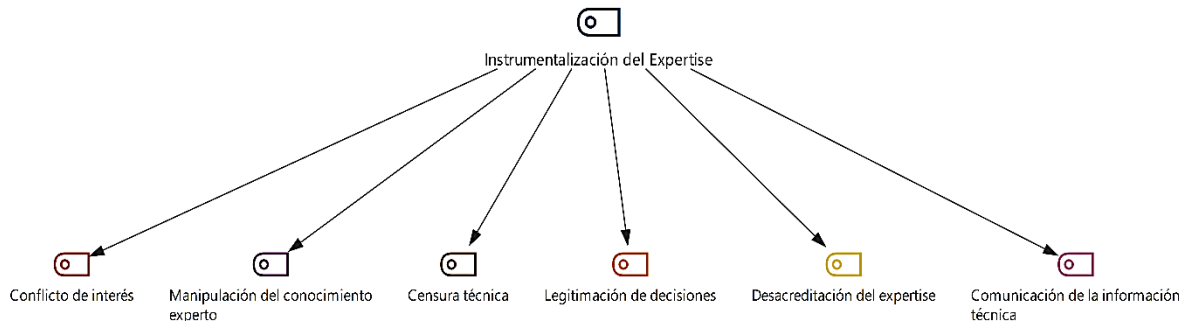 Instrumentalización del Expertise
Conflicto de interés
Manipulación del conocimiento
experto
Censura técnica
Legitimación de decisiones
Desacreditación del expertise
Comunicación de la información
técnica